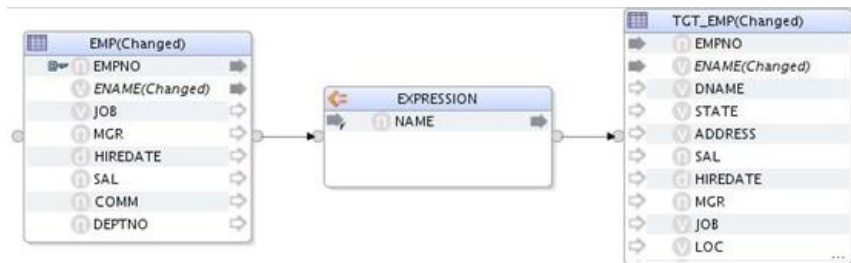 EMP(Changed)
EMPNO
ENAME(Changed)
JOB
MGR
HIREDATE
SAL
COMM
DEPTNO
EXPRESSION
NAME
TGT_EMP(Changed)
EMPNO
ENAME(Changed)
DNAME
STATE
ADDRESS
SAL
HIREDATE
MGR
JOB
LOC
...